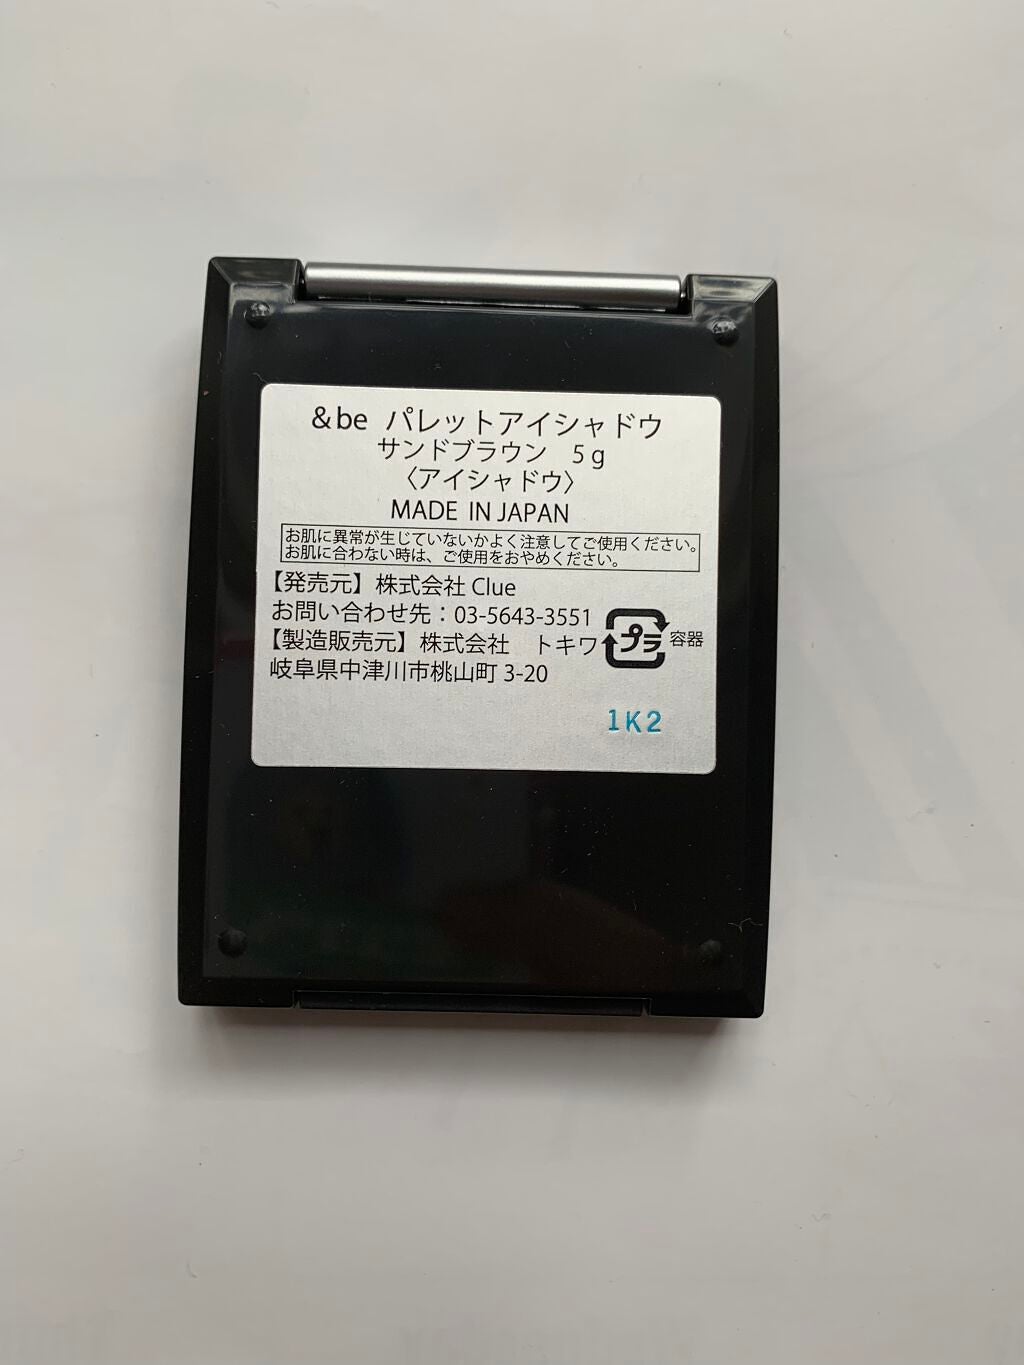 &be パレットアイシャドウ
サンドブラウン 5g
〈アイシャドウ〉
MADE IN JAPAN
お肌に異常が生じていないかよく注意してご使用ください。
お肌に合わない時は、ご使用をおやめください。
【発売元】株式会社 Clue
お問い合わせ先：03-5643-3551
【製造販売元】株式会社 トキワ
岐阜県中津川市桃山町 3-20
プラ 容器
1K2